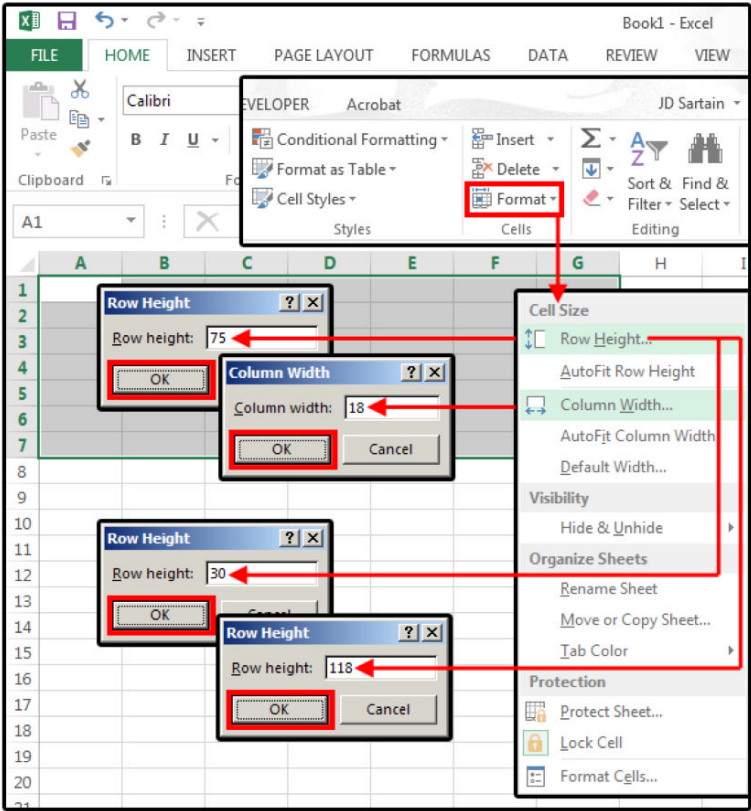 Book1 - Excel
FILE HOME INSERT PAGE LAYOUT FORMULAS DATA REVIEW VIEW
Calibri
Paste
B I U
Clipboard
Fo
A1
EVELOPER Acrobat JD Sartain
Conditional Formatting Insert
Format as Table Delete
Cell Styles Format
Sort & Find &
Filter Select
Styles Cells Editing
A B C D E F G H I
1
2
3
4
5
6
7
8
9
10
11
12
13
14
15
16
17
18
19
20
21
Row Height
Row height: 75
OK
Column Width
Column width: 18
OK Cancel
Row Height
Row height: 30
OK Cancel
Row Height
Row height: 118
OK Cancel
Cell Size
Row Height...
AutoFit Row Height
Column Width...
AutoFit Column Width
Default Width...
Visibility
Hide & Unhide
Organize Sheets
Rename Sheet
Move or Copy Sheet...
Tab Color
Protection
Protect Sheet...
Lock Cell
Format Cells...